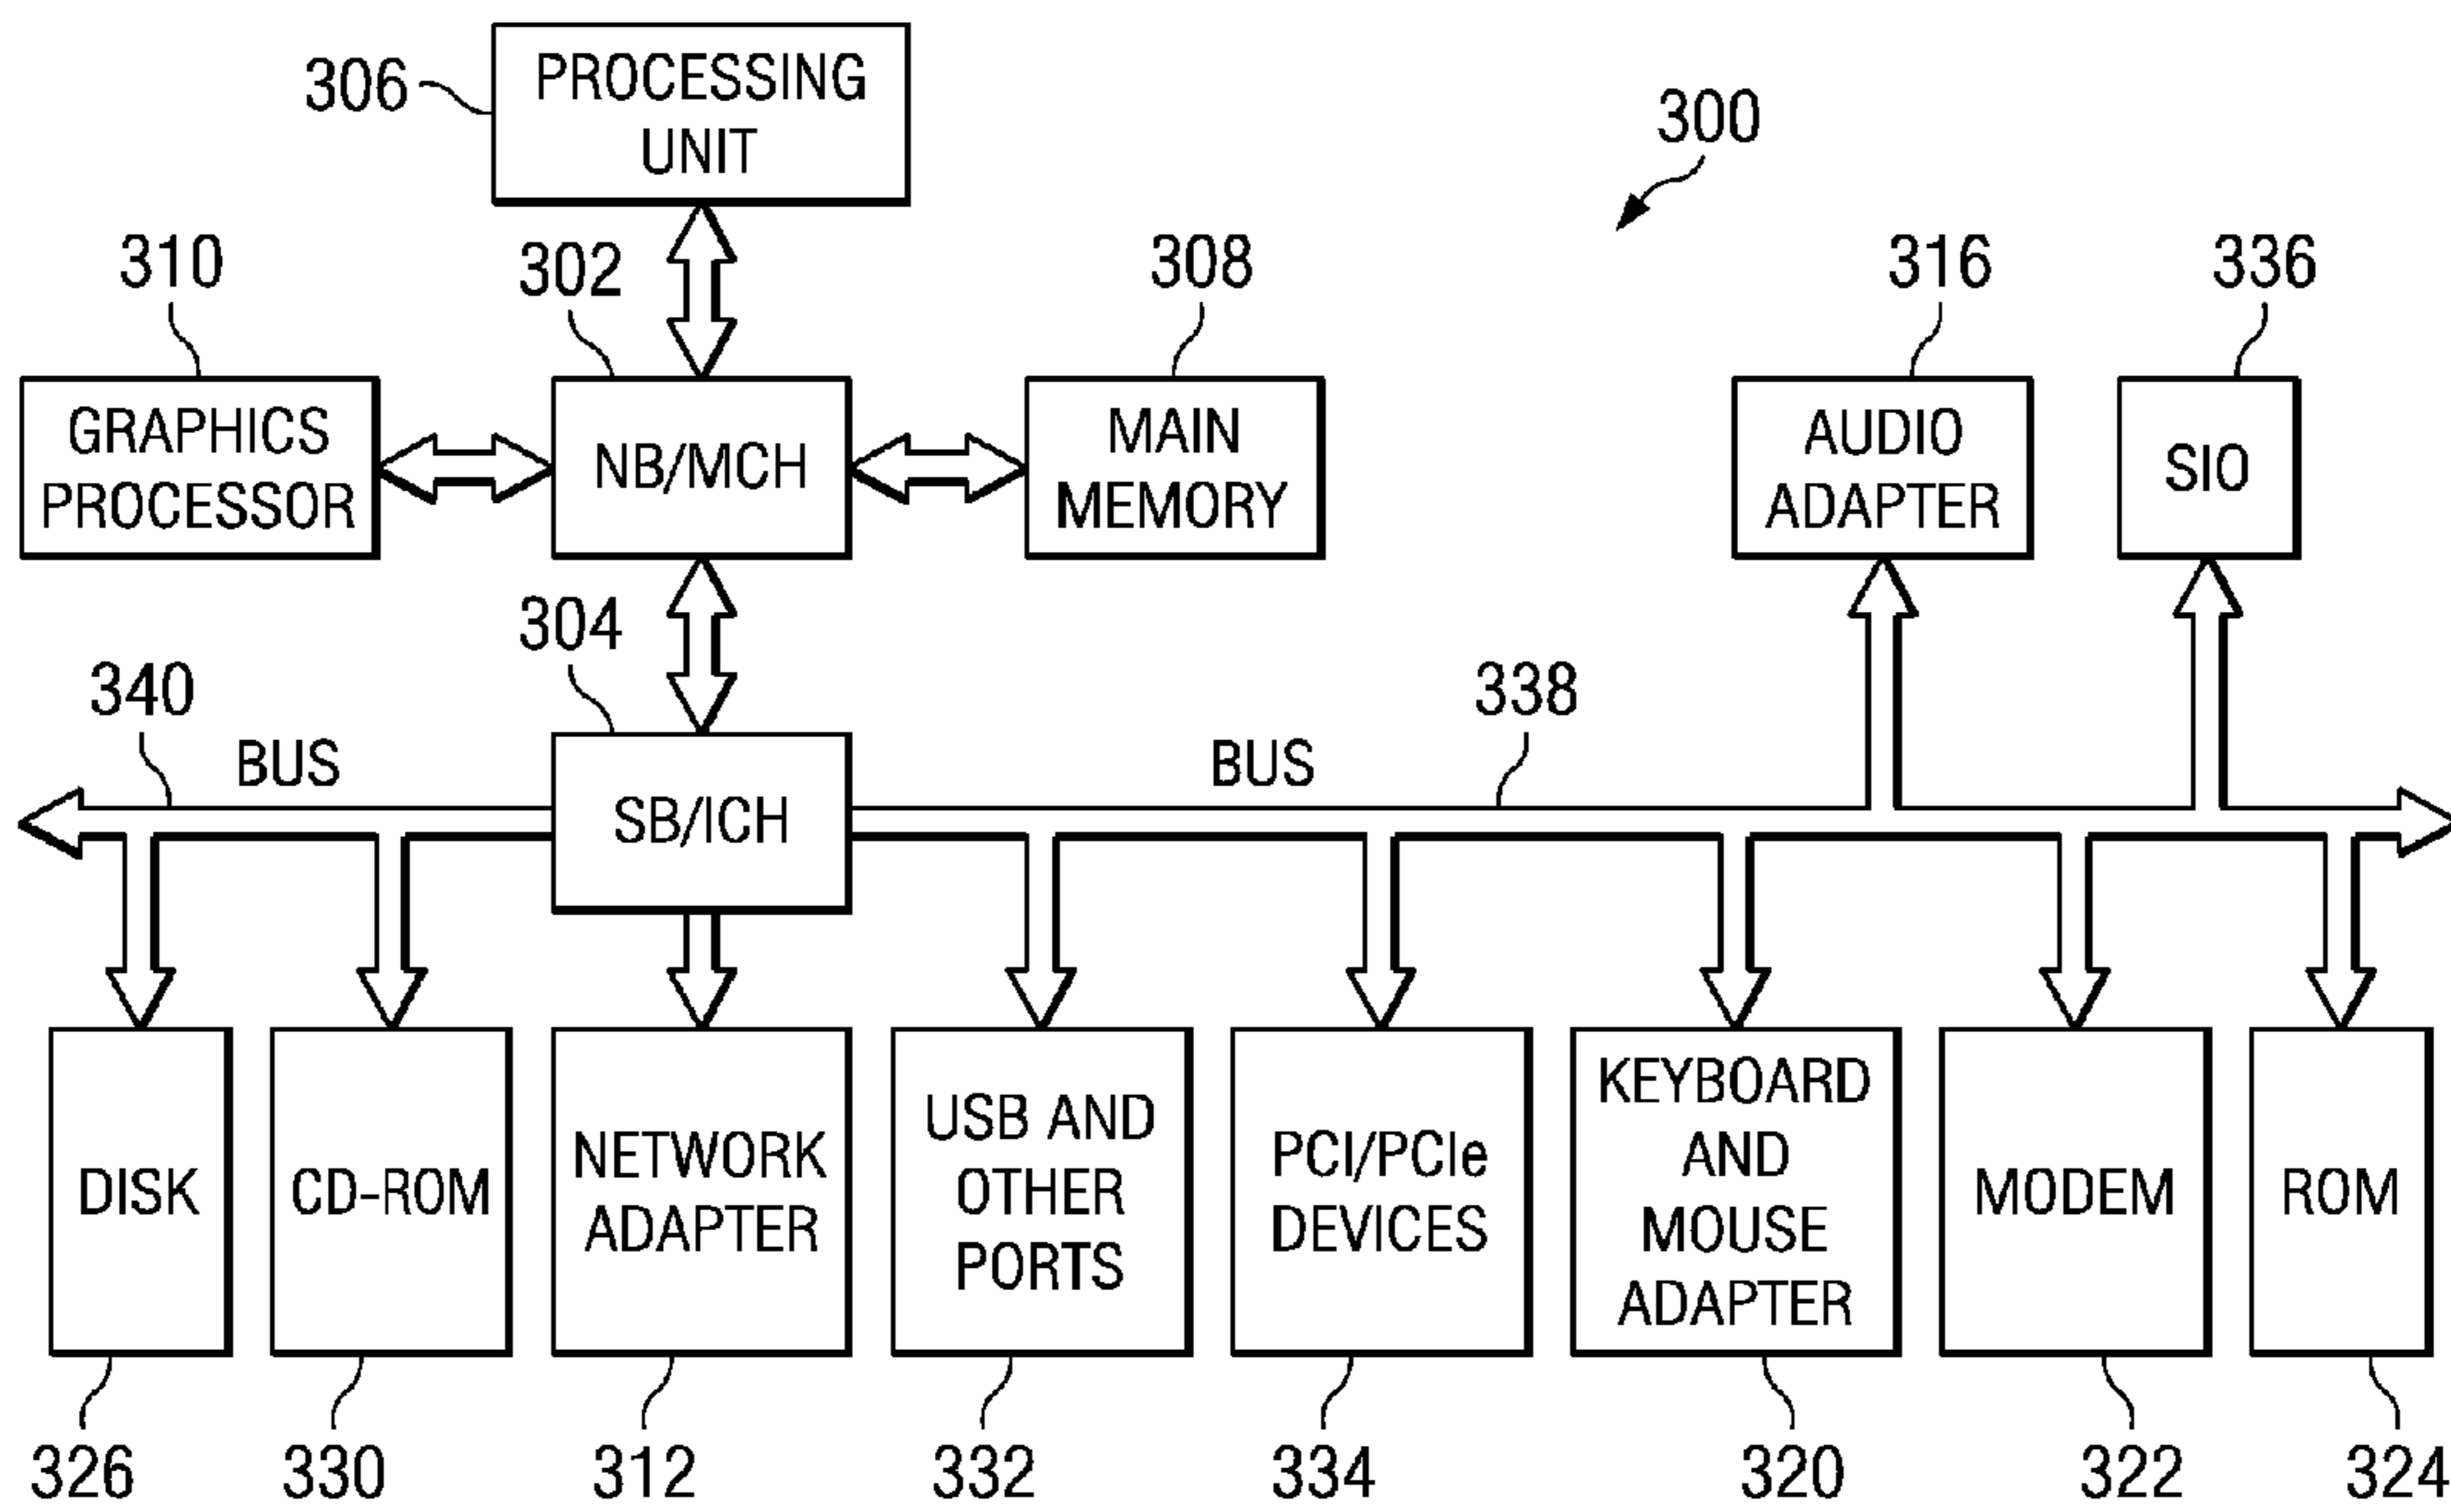 306
PROCESSING
UNIT
300
310
302
308
316
336
GRAPHICS
PROCESSOR
NB/MCH
MAIN
MEMORY
AUDIO
ADAPTER
SIO
304
340
338
BUS
BUS
SB/ICH
DISK
CD-ROM
NETWORK
ADAPTER
USB AND
OTHER
PORTS
PCI/PCIe
DEVICES
KEYBOARD
AND
MOUSE
ADAPTER
MODEM
ROM
326
330
312
332
334
320
322
324